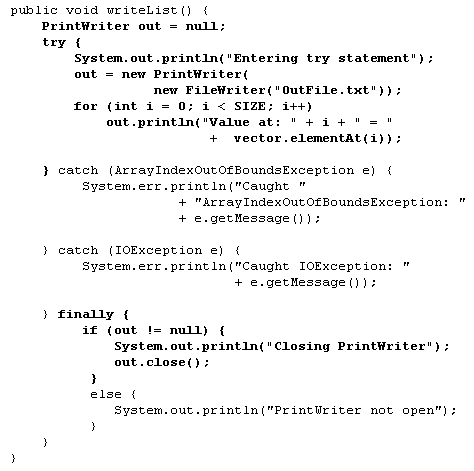 public void writeList() {
    PrintWriter out = null;
    try {
        System.out.println("Entering try statement");
        out = new PrintWriter(
                  new FileWriter("OutFile.txt"));
        for (int i = 0; i < SIZE; i++)
            out.println("Value at: " + i + " = "
                         + vector.elementAt(i));
    } catch (ArrayIndexOutOfBoundsException e) {
         System.err.println("Caught "
                     + "ArrayIndexOutOfBoundsException: "
                     + e.getMessage());
    } catch (IOException e) {
         System.err.println("Caught IOException: "
                            + e.getMessage());
    } finally {
         if (out != null) {
             System.out.println("Closing PrintWriter");
             out.close();
          }
          else {
             System.out.println("PrintWriter not open");
          }
    }
}